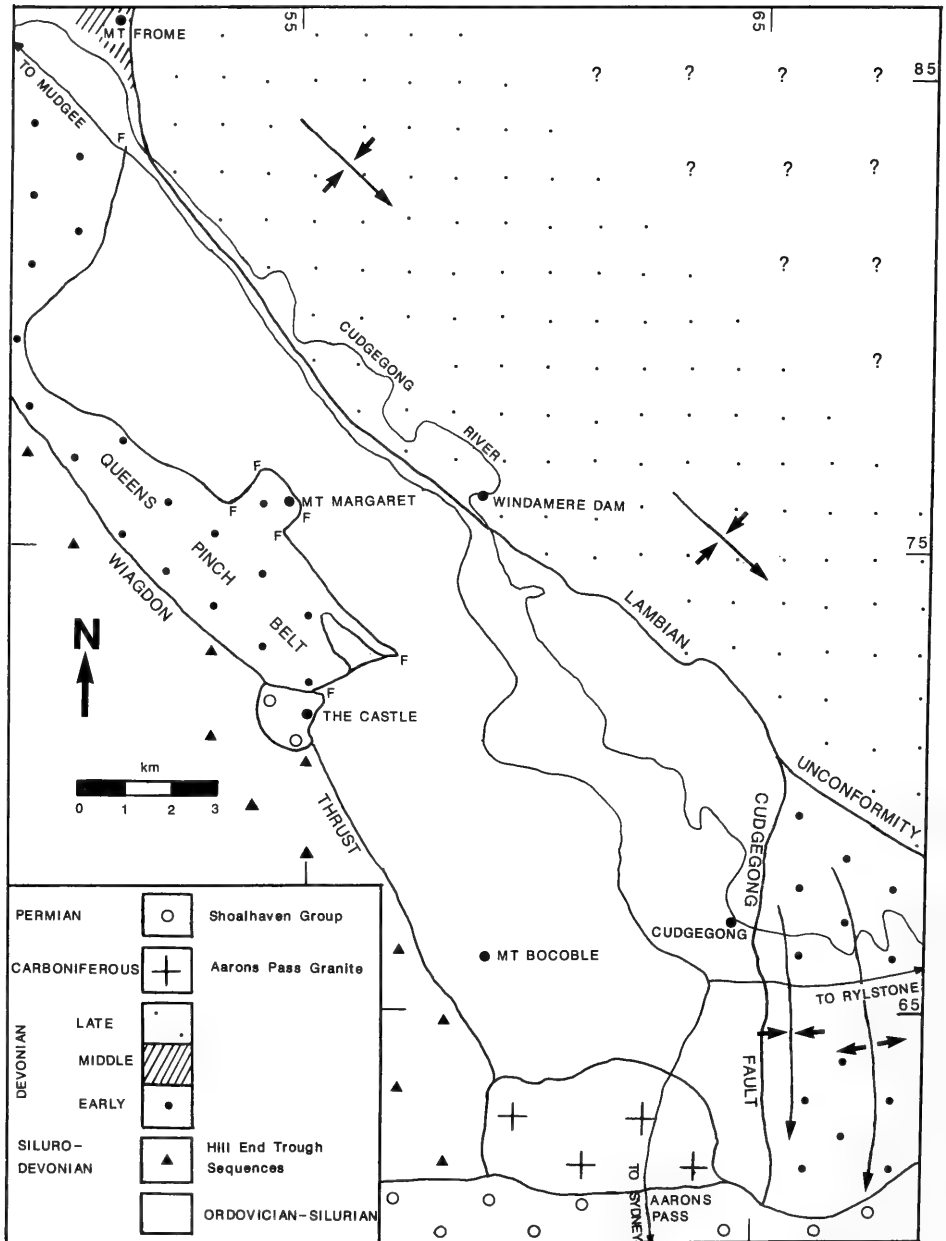 MT FROME
55
65
85
TO MUDGEE
F
?
?
?
?
?
?
?
?
?
?
CUDGEGONG
RIVER
WINDAMERE DAM
QUEENS
PINCH
BELT
F
F
F
F
MT MARGARET
F
F
WIAGDON
THRUST
75
LAMBIAN
UNCONFORMITY
N
THE CASTLE
km
0 1 2 3
CUDGEGONG
FAULT
CUDGEGONG
MT BOCOBLE
TO RYLSTONE
65
TO SYDNEY
AARONS
PASS
PERMIAN
Shoalhaven Group
CARBONIFEROUS
Aarons Pass Granite
DEVONIAN
LATE
MIDDLE
EARLY
SILURO-
DEVONIAN
Hill End Trough
Sequences
ORDOVICIAN-SILURIAN